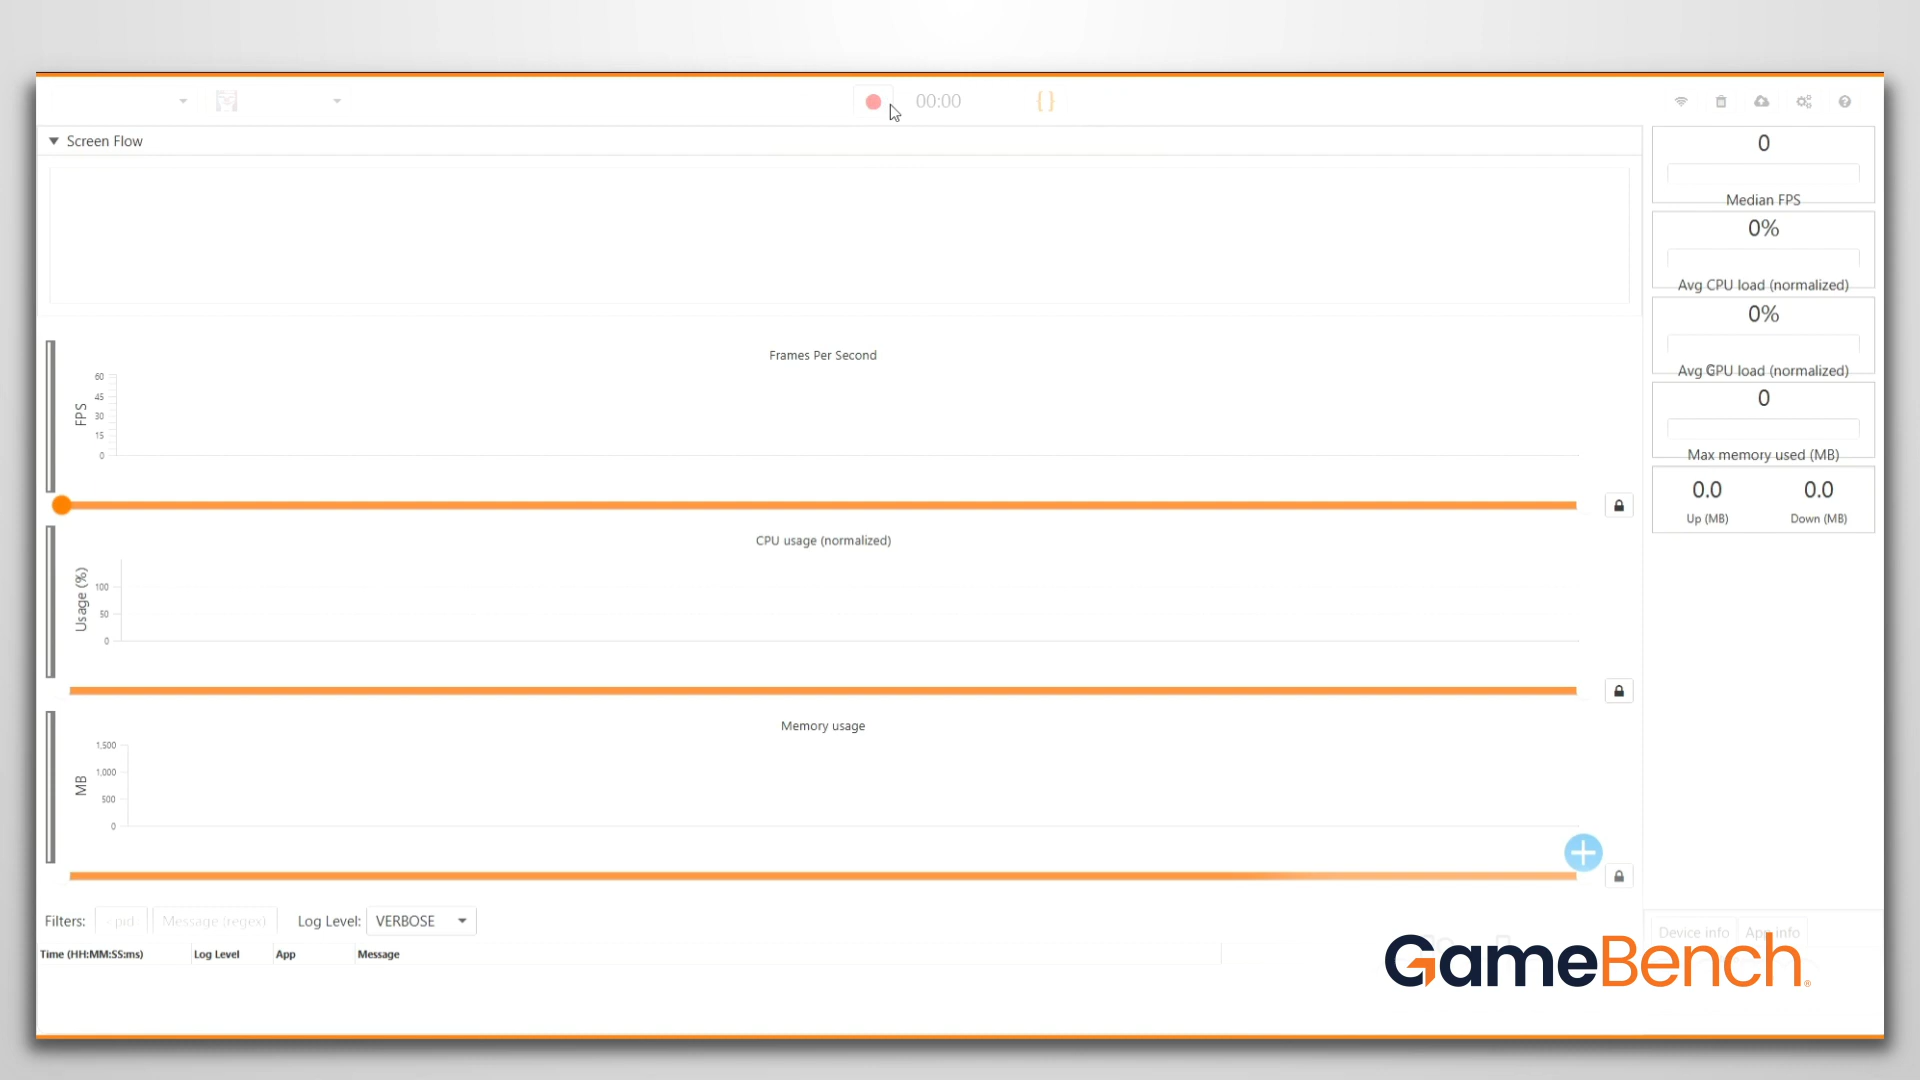 00:00
{ }
Screen Flow
0
Median FPS
0%
Avg CPU load (normalized)
0%
Avg GPU load (normalized)
0
Max memory used (MB)
0.0 0.0
Up (MB) Down (MB)
Frames Per Second
FPS
60
45
30
15
0
CPU usage (normalized)
Usage (%)
100
50
0
Memory usage
MB
1,500
1,000
500
0
Filters: - pid Message (regex) Log Level: VERBOSE
Time (HH:MM:SS:ms) Log Level App Message
Device info App info
GameBench®